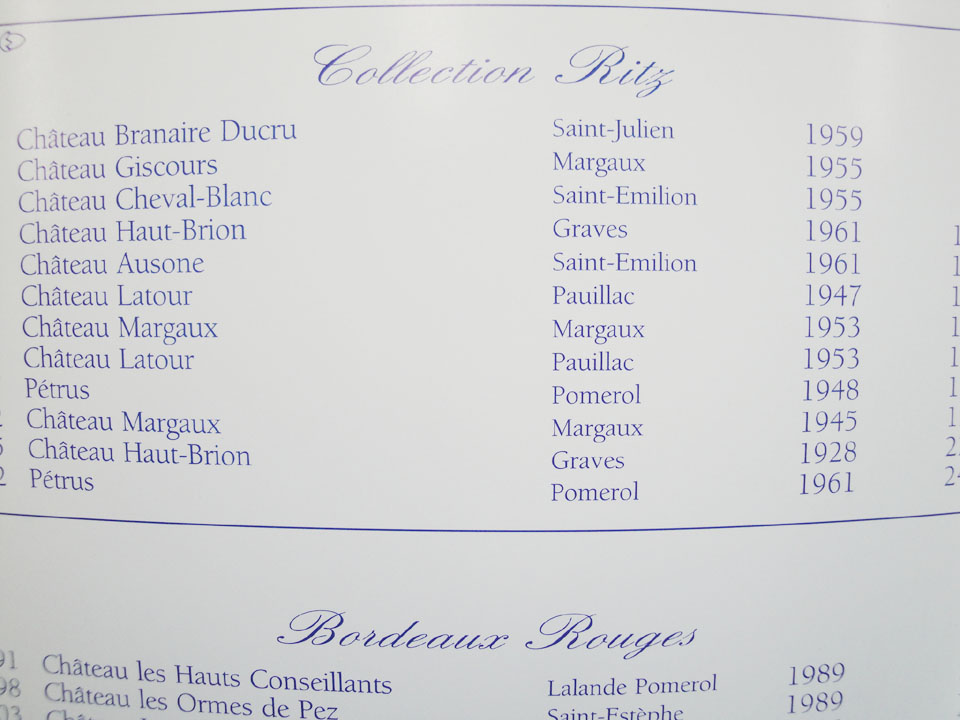 Collection Ritz
Château Branaire Ducru Saint-Julien 1959
Château Giscours Margaux 1955
Château Cheval-Blanc Saint-Emilion 1955
Château Haut-Brion Graves 1961
Château Ausone Saint-Emilion 1961
Château Latour Pauillac 1947
Château Margaux Margaux 1953
Château Latour Pauillac 1953
Pétrus Pomerol 1948
Château Margaux Margaux 1945
Château Haut-Brion Graves 1928
Pétrus Pomerol 1961
Bordeaux Rouges
91 Château les Hauts Conseillants Lalande Pomerol 1989
98 Château les Ormes de Pez Saint-Estèphe 1989